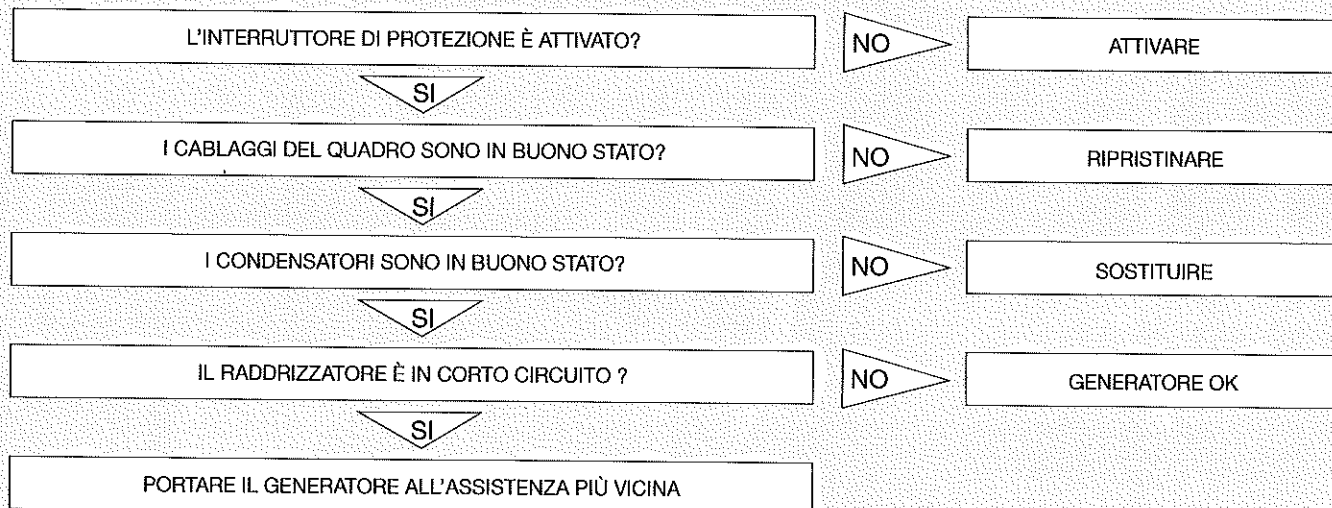 L'INTERRUTTORE DI PROTEZIONE È ATTIVATO?
NO
ATTIVARE
SI
I CABLAGGI DEL QUADRO SONO IN BUONO STATO?
NO
RIPRISTINARE
SI
I CONDENSATORI SONO IN BUONO STATO?
NO
SOSTITUIRE
SI
IL RADDRIZZATORE È IN CORTO CIRCUITO ?
NO
GENERATORE OK
SI
PORTARE IL GENERATORE ALL'ASSISTENZA PIÙ VICINA